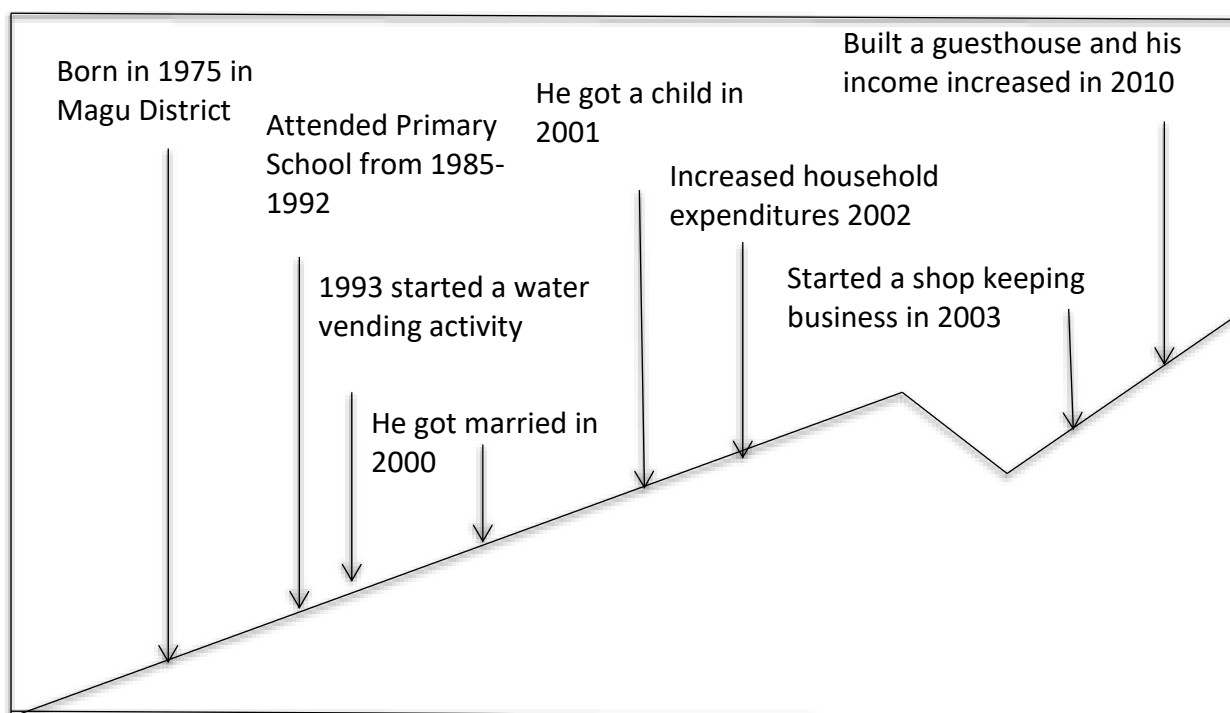 Born in 1975 in
Magu District
Attended Primary
School from 1985-
1992
1993 started a water
vending activity
He got married in
2000
He got a child in
2001
Increased household
expenditures 2002
Started a shop keeping
business in 2003
Built a guesthouse and his
income increased in 2010